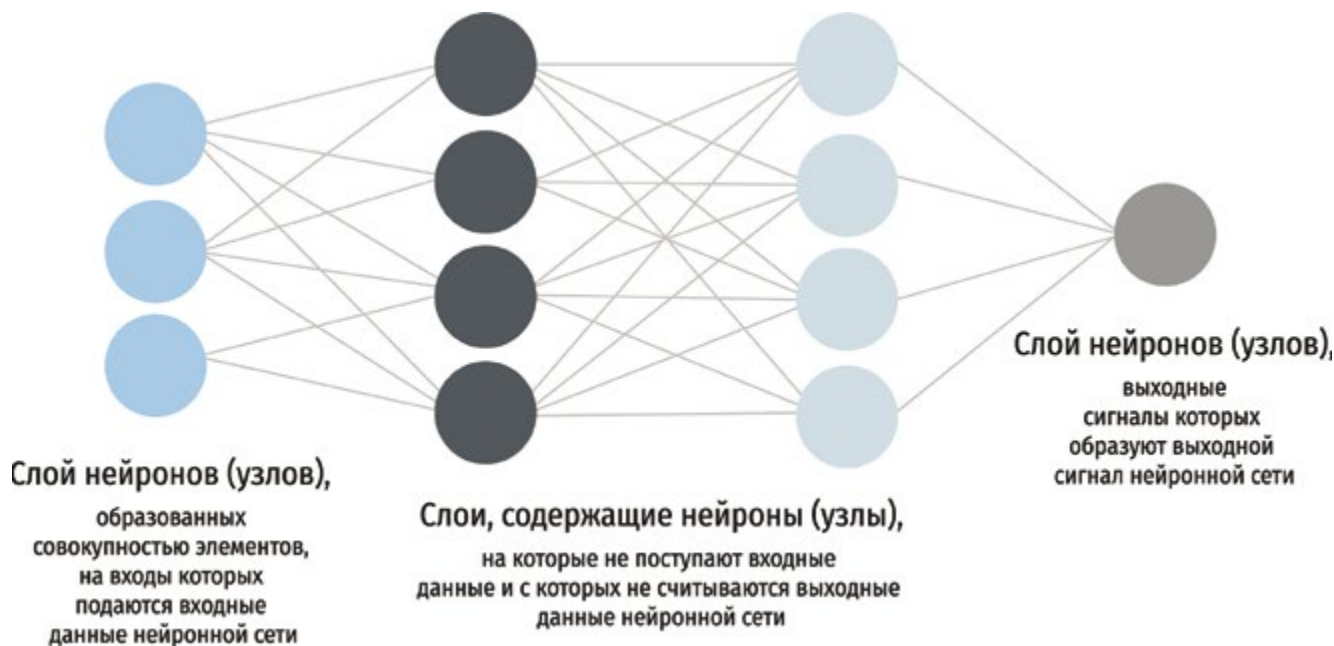 Слой нейронов (узлов),
образованных
совокупностью элементов,
на входы которых
подаются входные
данные нейронной сети
Слои, содержащие нейроны (узлы),
на которые не поступают входные
данные и с которых не считываются выходные
данные нейронной сети
Слой нейронов (узлов),
выходные
сигналы которых
образуют выходной
сигнал нейронной сети